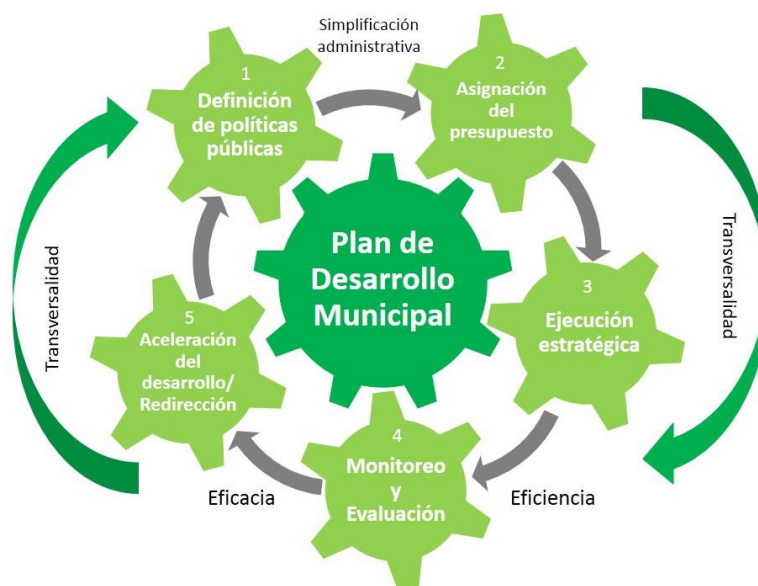 Simplificación
administrativa
1
Definición
de políticas
públicas
2
Asignación
del
presupuesto
Transversalidad
3
Ejecución
estratégica
Eficiencia
4
Monitoreo
y
Evaluación
Eficacia
5
Aceleración
del
desarrollo/
Redirección
Transversalidad
Plan de
Desarrollo
Municipal